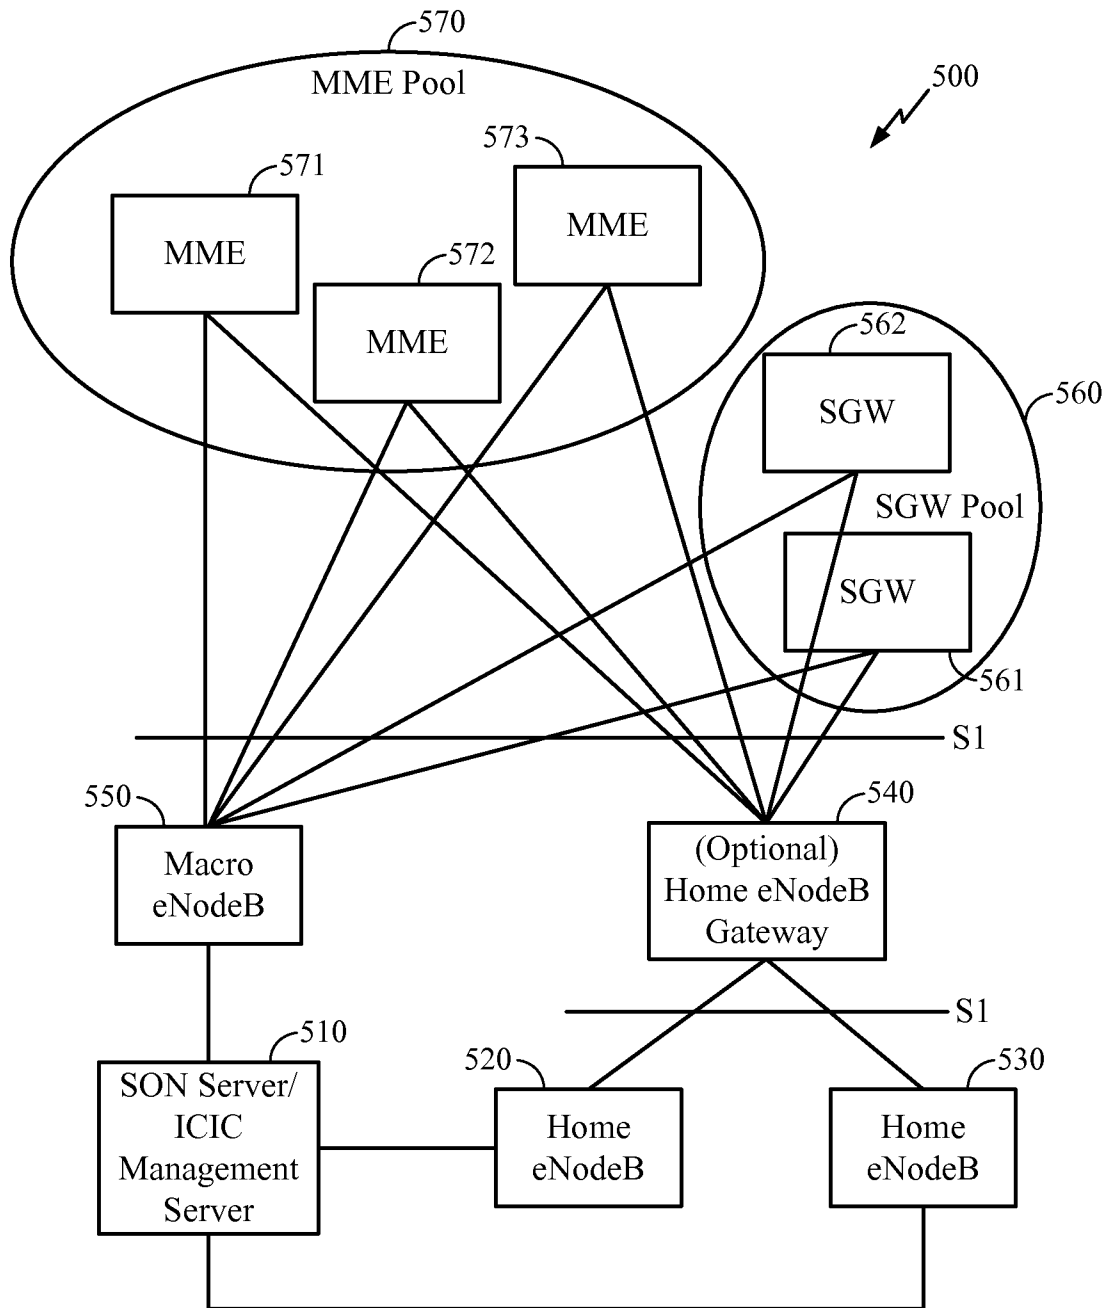 570
MME Pool
500
573
571
MME
MME
572
MME
562
SGW
560
SGW Pool
SGW
561
S1
550
540
Macro
eNodeB
(Optional)
Home eNodeB
Gateway
S1
510
520
530
SON Server/
ICIC
Management
Server
Home
eNodeB
Home
eNodeB